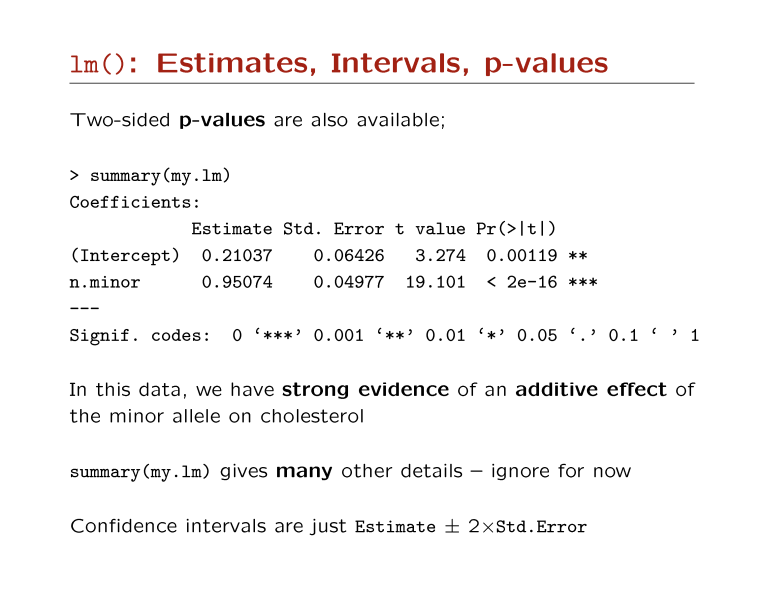 lm(): Estimates, Intervals, p-values
Two-sided p-values are also available;
> summary(my.lm)
Coefficients:
            Estimate Std. Error t value Pr(>|t|)
(Intercept)  0.21037    0.06426   3.274  0.00119 **
n.minor      0.95074    0.04977  19.101  < 2e-16 ***
---
Signif. codes:  0 ‘***’ 0.001 ‘**’ 0.01 ‘*’ 0.05 ‘.’ 0.1 ‘ ’ 1
In this data, we have strong evidence of an additive effect of
the minor allele on cholesterol
summary(my.lm) gives many other details – ignore for now
Confidence intervals are just Estimate ± 2×Std.Error